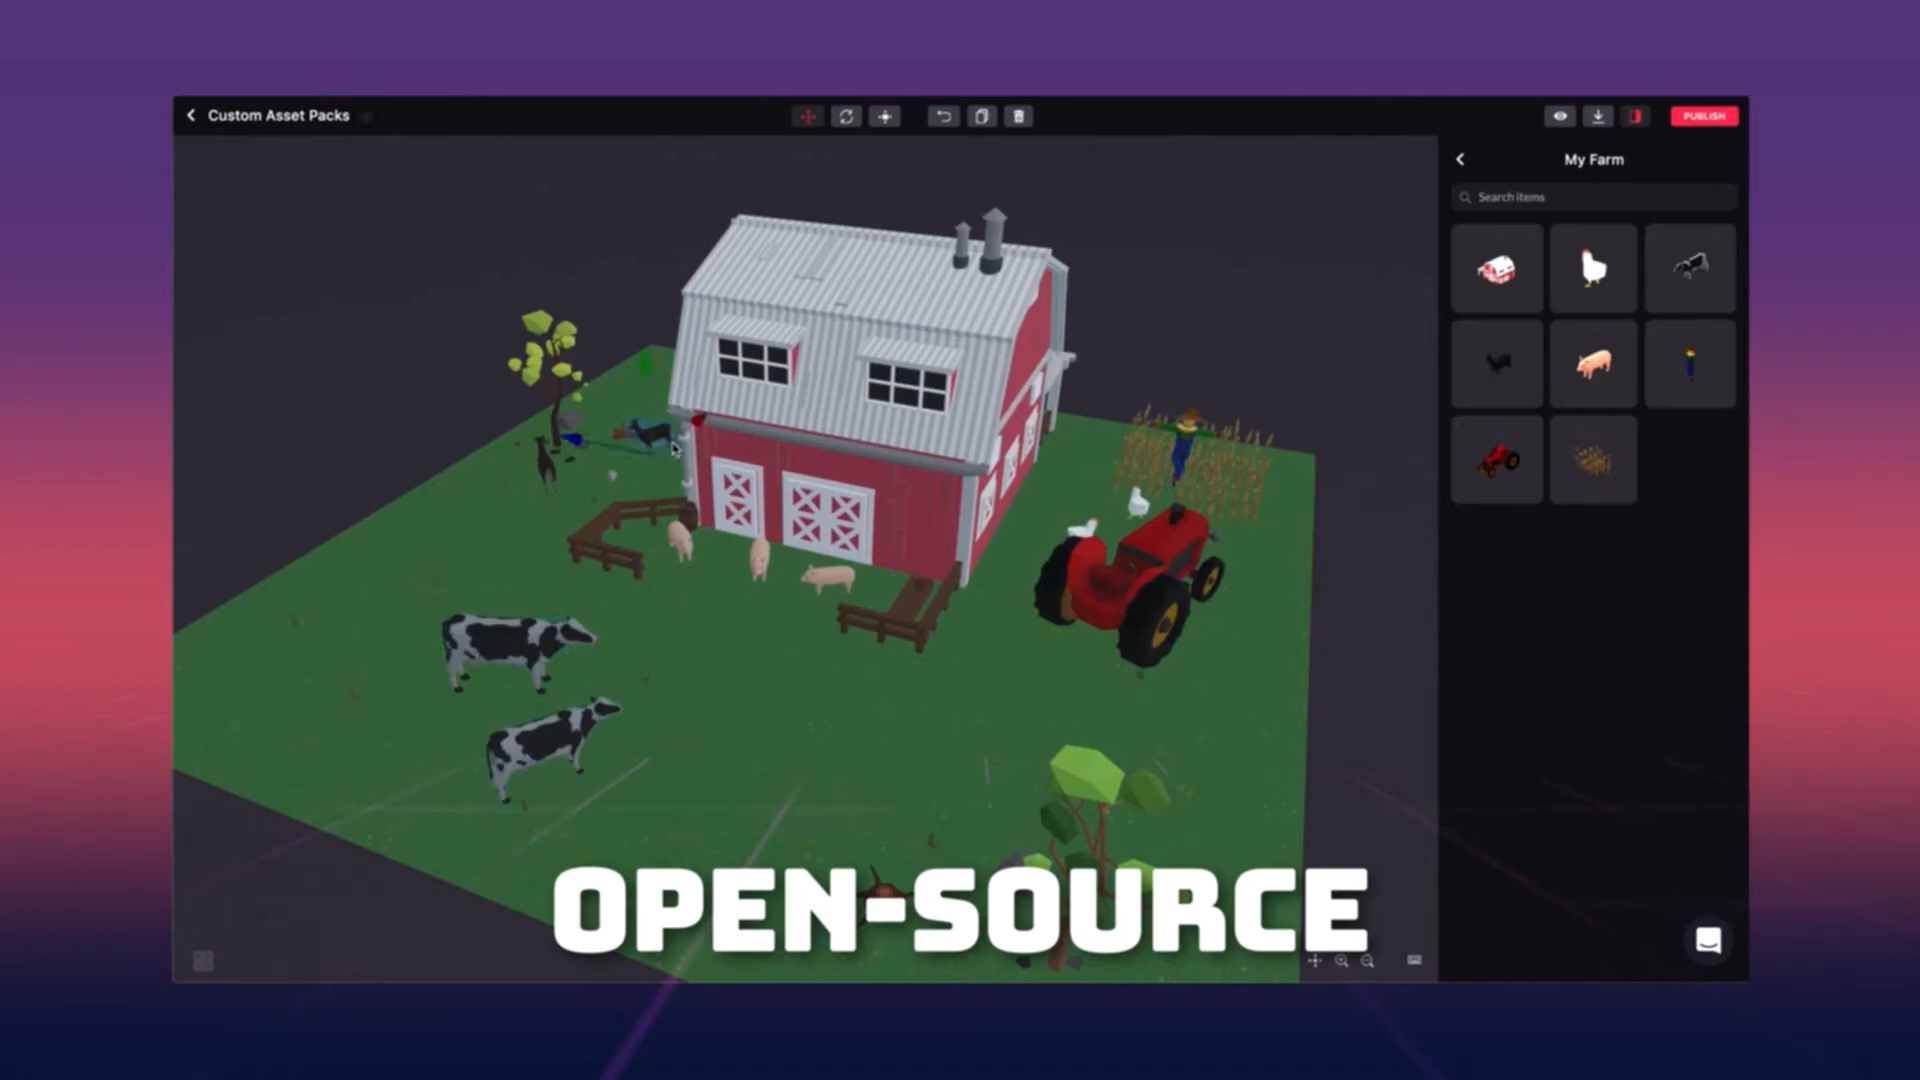 Custom Asset Packs
PUBLISH
My Farm
Search items
OPEN-SOURCE